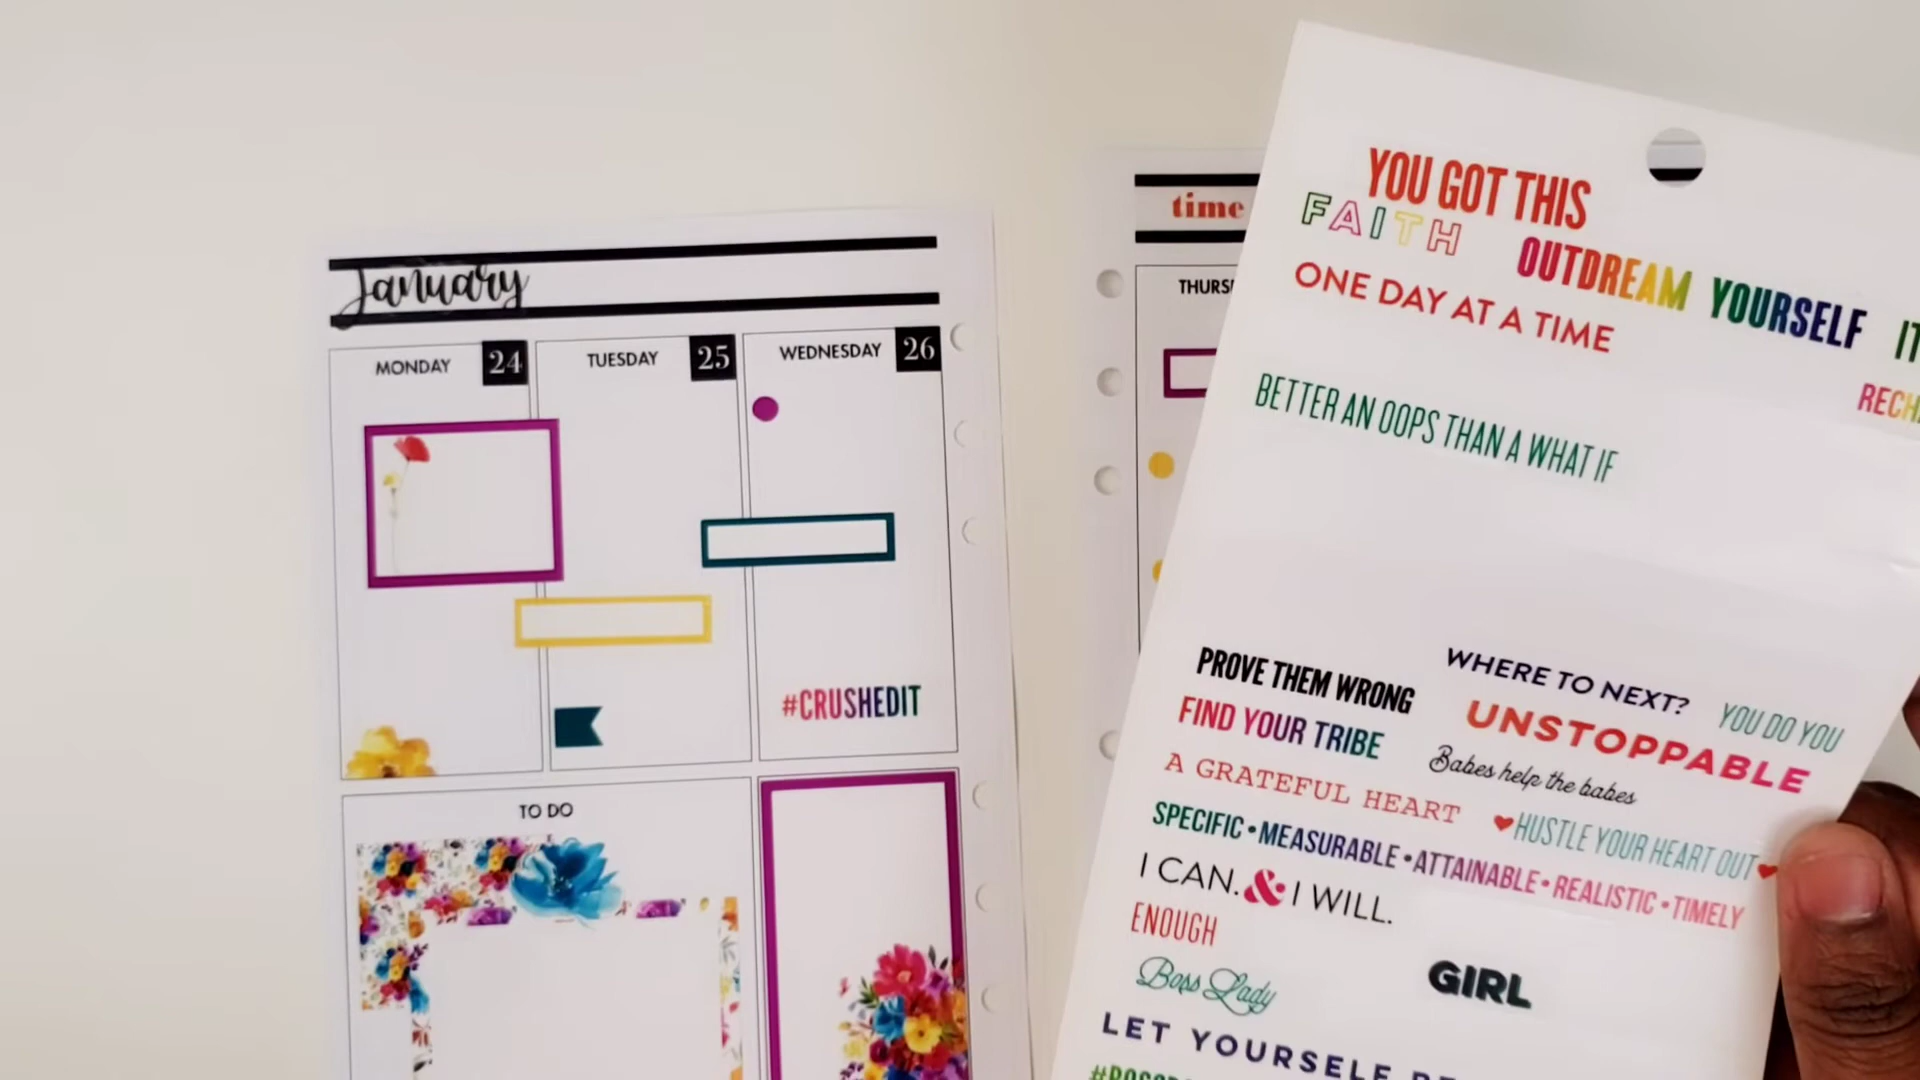 January
MONDAY 24
TUESDAY 25
WEDNESDAY 26
#CRUSHEDIT
TO DO
time
YOU GOT THIS
FAITH
OUTDREAM YOURSELF
ONE DAY AT A TIME
BETTER AN OOPS THAN A WHAT IF
PROVE THEM WRONG
WHERE TO NEXT?
YOU DO YOU
FIND YOUR TRIBE
UNSTOPPABLE
Babes help the babes
A GRATEFUL HEART
HUSTLE YOUR HEART OUT
SPECIFIC•MEASURABLE•ATTAINABLE•REALISTIC•TIMELY
I CAN.&I WILL.
ENOUGH
Boss Lady
GIRL
LET YOURSELF